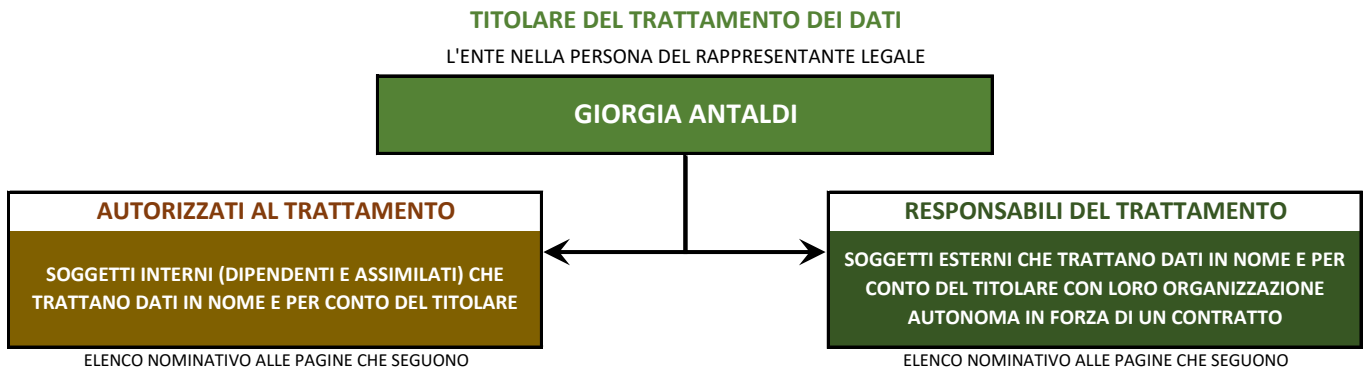 TITOLARE DEL TRATTAMENTO DEI DATI
L'ENTE NELLA PERSONA DEL RAPPRESENTANTE LEGALE
GIORGIA ANTALDI
AUTORIZZATI AL TRATTAMENTO
SOGGETTI INTERNI (DIPENDENTI E ASSIMILATI) CHE
TRATTANO DATI IN NOME E PER CONTO DEL TITOLARE
ELENCO NOMINATIVO ALLE PAGINE CHE SEGUONO
RESPONSABILI DEL TRATTAMENTO
SOGGETTI ESTERNI CHE TRATTANO DATI IN NOME E PER
CONTO DEL TITOLARE CON LORO ORGANIZZAZIONE
AUTONOMA IN FORZA DI UN CONTRATTO
ELENCO NOMINATIVO ALLE PAGINE CHE SEGUONO